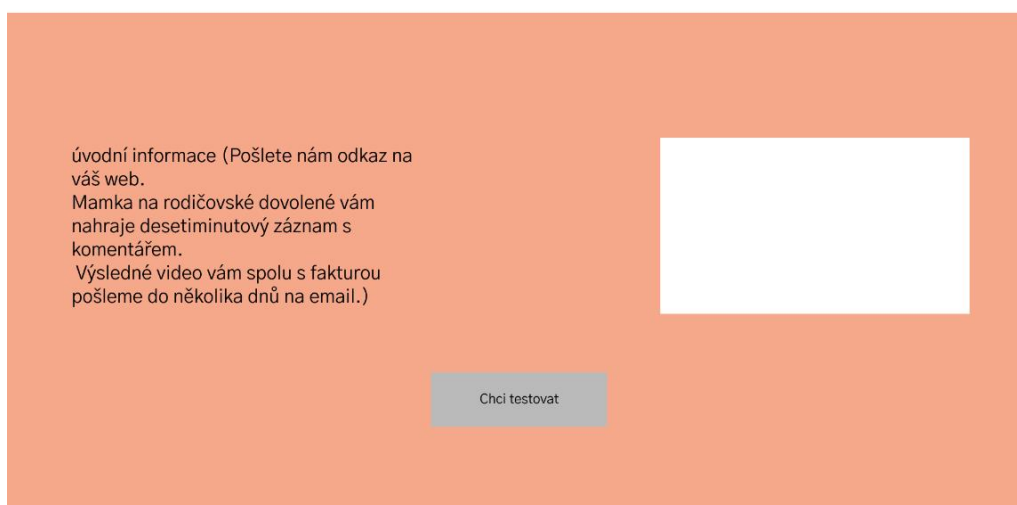 úvodní informace (Pošlete nám odkaz na
váš web.
Mamka na rodičovské dovolené vám
nahraje desetiminutový záznam s
komentářem.
Výsledné video vám spolu s fakturou
pošleme do několika dnů na email.)
Chci testovat